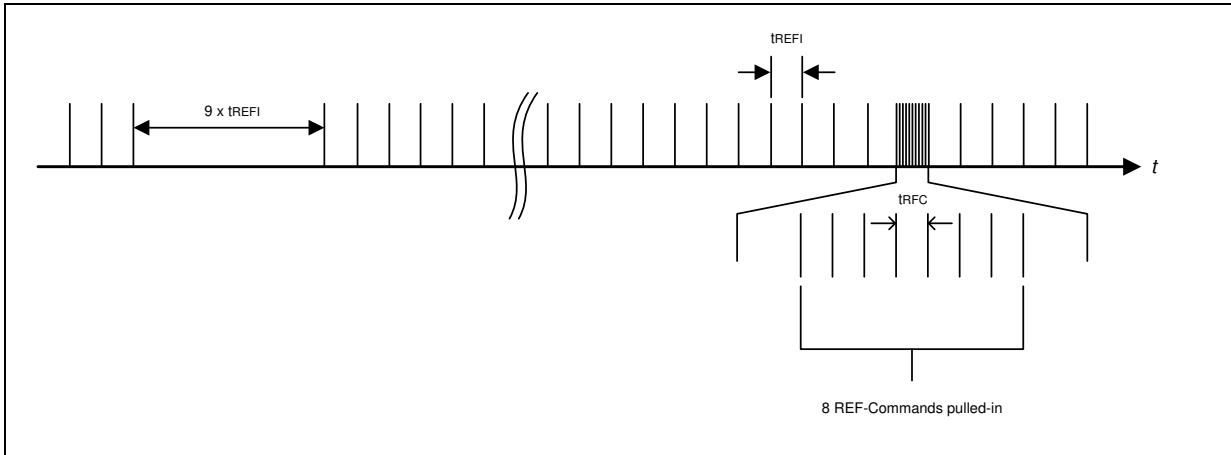 tREFI
9 x tREFI
t
tRFC
8 REF-Commands pulled-in